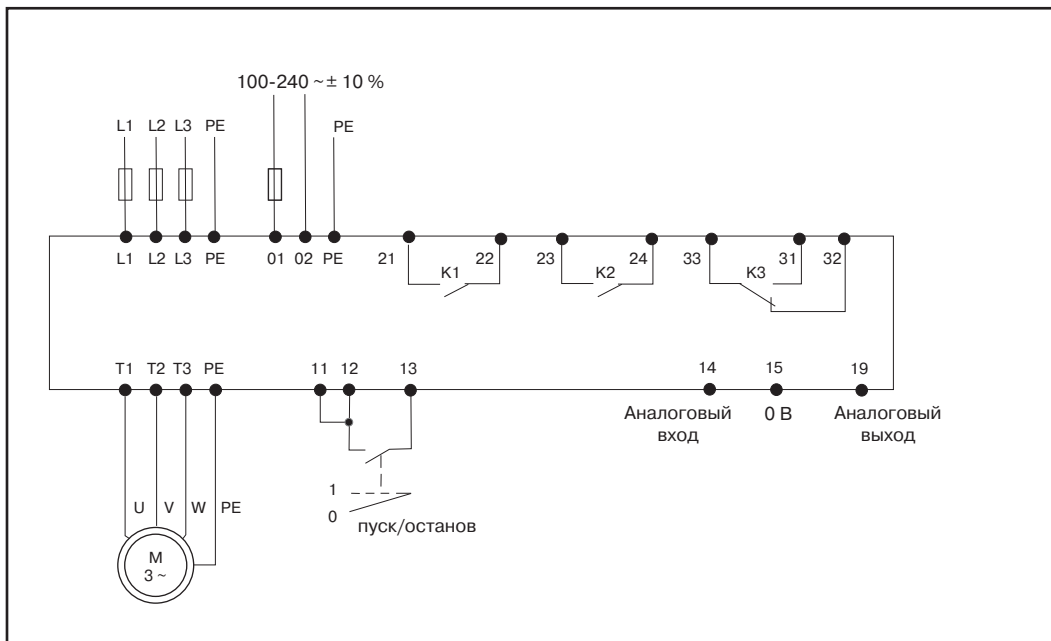 100-240 ~ ± 10 %
L1 L2 L3 PE PE
L1 L2 L3 PE 01 02 PE 21 22 23 24 33 31 32
K1 K2 K3
T1 T2 T3 PE 11 12 13 14 15 19
Аналоговый вход
0 В
Аналоговый выход
1
0
пуск/останов
U V W PE
M
3 ~